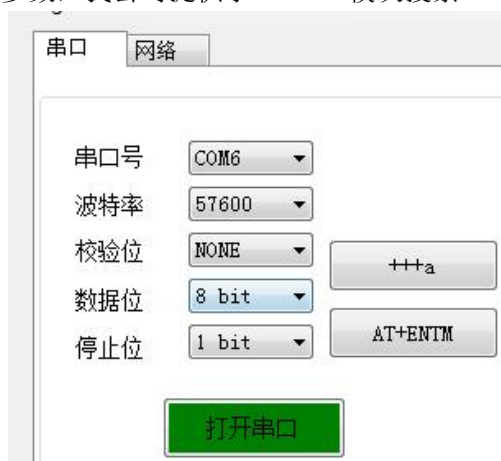 串口 网络
串口号 COM6
波特率 57600
校验位 NONE
+++a
数据位 8 bit
停止位 1 bit
AT+ENTM
打开串口